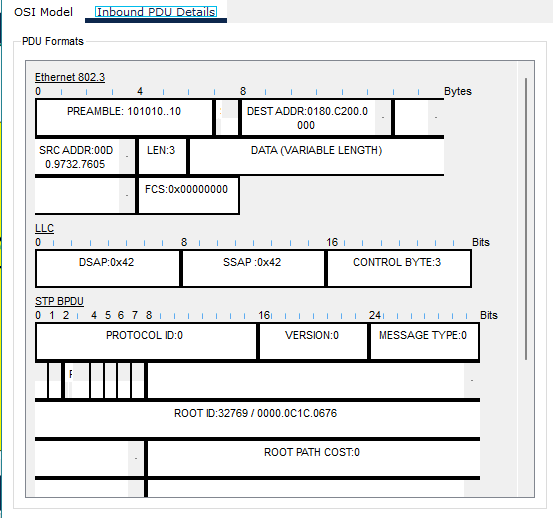 OSI Model Inbound PDU Details
PDU Formats
Ethernet 802.3
0 4 8 Bytes
PREAMBLE: 101010..10 DEST ADDR:0180.C200.0
000
SRC ADDR:00D LEN:3 DATA (VARIABLE LENGTH)
0.9732.7605
FCS:0x00000000
LLC
0 8 16 Bits
DSAP:0x42 SSAP :0x42 CONTROL BYTE:3
STP BPDU
0 1 2 4 5 6 7 8 16 24 Bits
PROTOCOL ID:0 VERSION:0 MESSAGE TYPE:0
ROOT ID:32769 / 0000.0C1C.0676
ROOT PATH COST:0